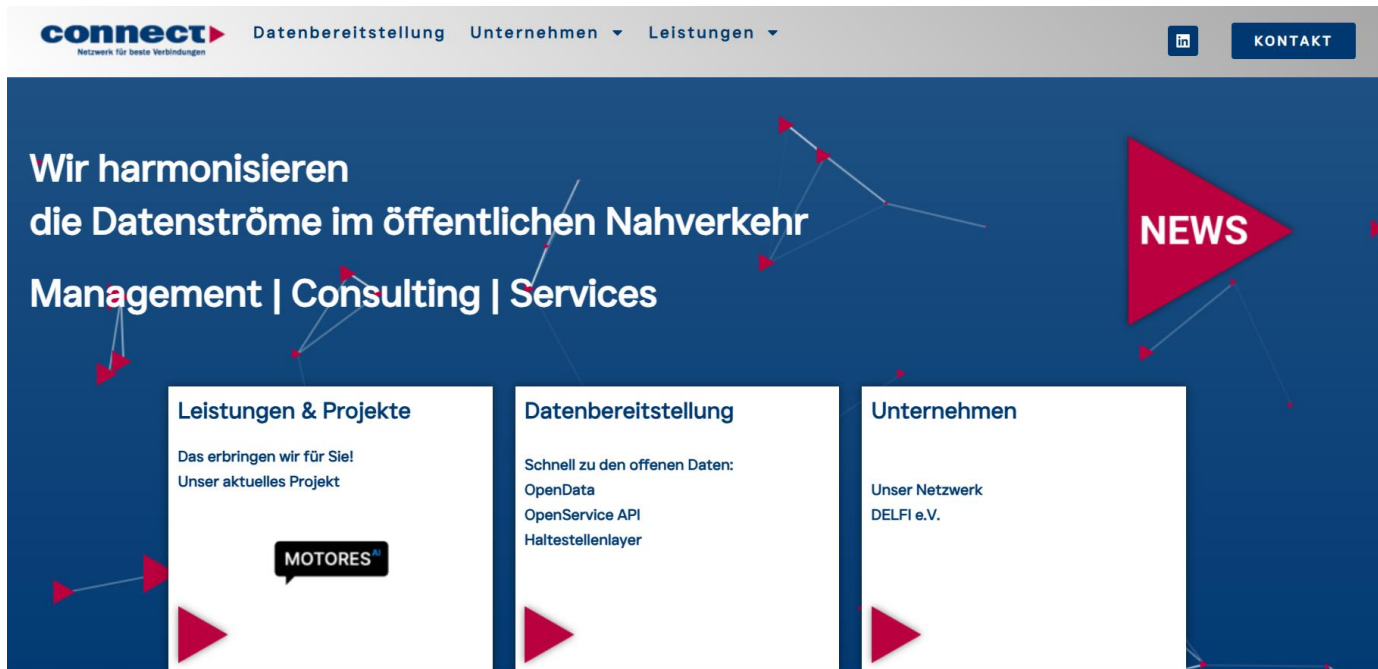 connect
Netzwerk für beste Verbindungen
Datenbereitstellung
Unternehmen
Leistungen
in
KONTAKT
Wir harmonisieren
die Datenströme im öffentlichen Nahverkehr
Management | Consulting | Services
NEWS
Leistungen & Projekte
Das erbringen wir für Sie!
Unser aktuelles Projekt
MOTORES AI
Datenbereitstellung
Schnell zu den offenen Daten:
OpenData
OpenService API
Haltestellenlayer
Unternehmen
Unser Netzwerk
DELFI e.V.